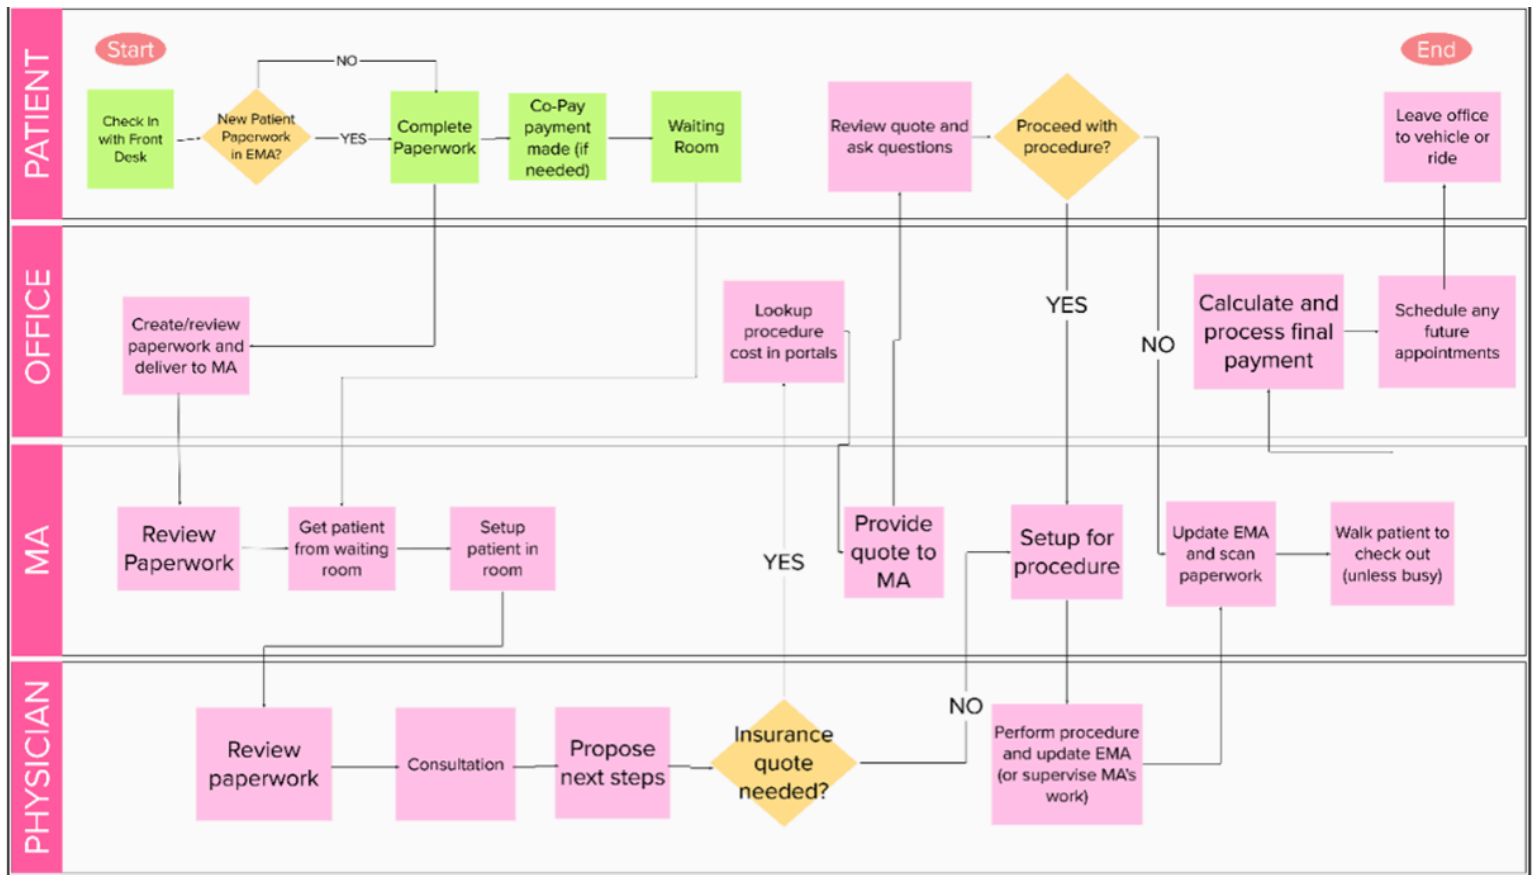 PATIENT
Start
End
NO
Check In
with Front
Desk
New Patient
Paperwork
in EMA?
YES
Complete
Paperwork
Co-Pay
payment
made (if
needed)
Waiting
Room
Review quote and
ask questions
Proceed with
procedure?
Leave office
to vehicle or
ride
OFFICE
Create/review
paperwork and
deliver to MA
Lookup
procedure
cost in portals
YES
NO
Calculate and
process final
payment
Schedule any
future
appointments
MA
Review
Paperwork
Get patient
from waiting
room
Setup
patient in
room
YES
Provide
quote to
MA
Setup for
procedure
Update EMA
and scan
paperwork
Walk patient to
check out
(unless busy)
PHYSICIAN
Review
paperwork
Consultation
Propose
next steps
Insurance
quote
needed?
NO
Perform procedure
and update EMA
(or supervise MA's
work)